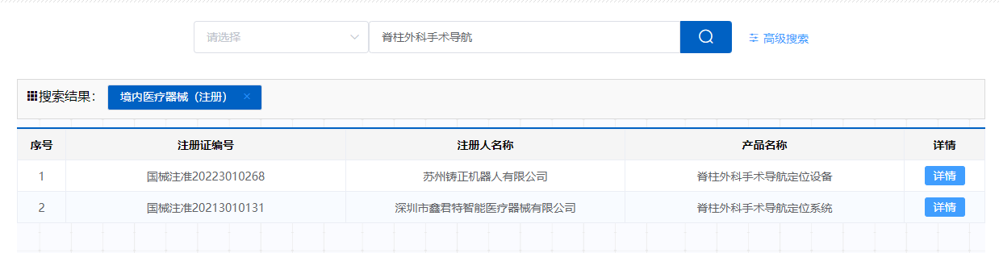 请选择 脊柱外科手术导航 高级搜索
搜索结果： 境内医疗器械（注册） ×
序号 注册证编号 注册人名称 产品名称 详情
1 国械注准20223010268 苏州铸正机器人有限公司 脊柱外科手术导航定位设备 详情
2 国械注准20213010131 深圳市鑫君特智能医疗器械有限公司 脊柱外科手术导航定位系统 详情